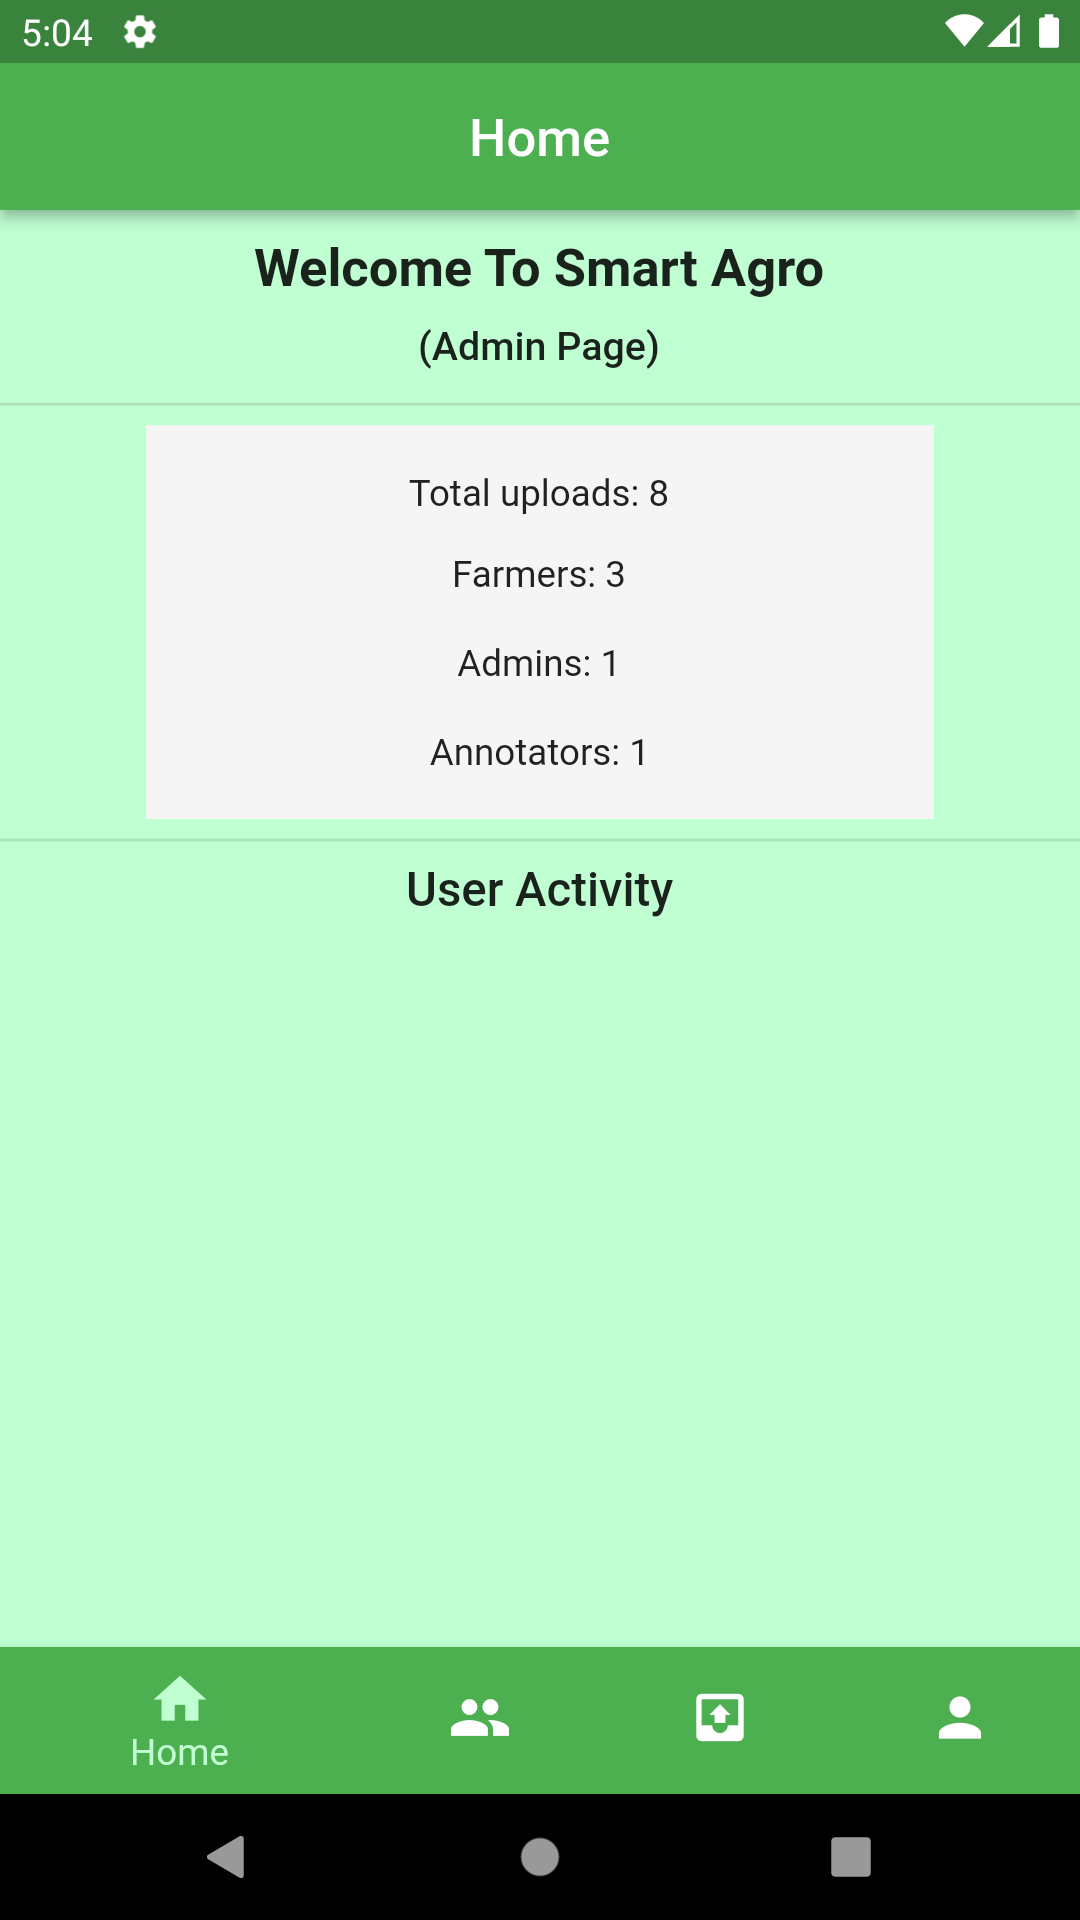 5:04
Home
Welcome To Smart Agro
(Admin Page)
Total uploads: 8
Farmers: 3
Admins: 1
Annotators: 1
User Activity
Home